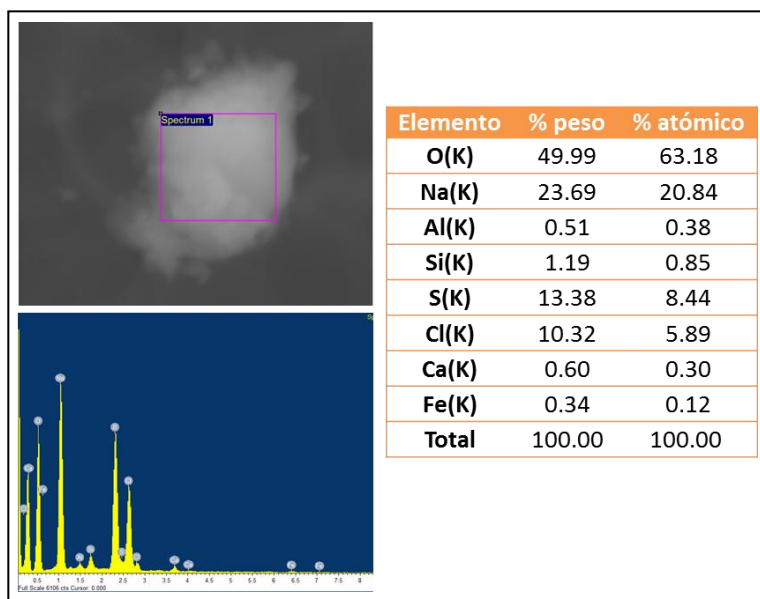 Spectrum 1
Elemento % peso % atómico
O(K) 49.99 63.18
Na(K) 23.69 20.84
Al(K) 0.51 0.38
Si(K) 1.19 0.85
S(K) 13.38 8.44
Cl(K) 10.32 5.89
Ca(K) 0.60 0.30
Fe(K) 0.34 0.12
Total 100.00 100.00
0.5 1 1.5 2 2.5 3 3.5 4 4.5 5 5.5 6 6.5 7 7.5 8
Full Scale 6106 cts Cursor: 0.000